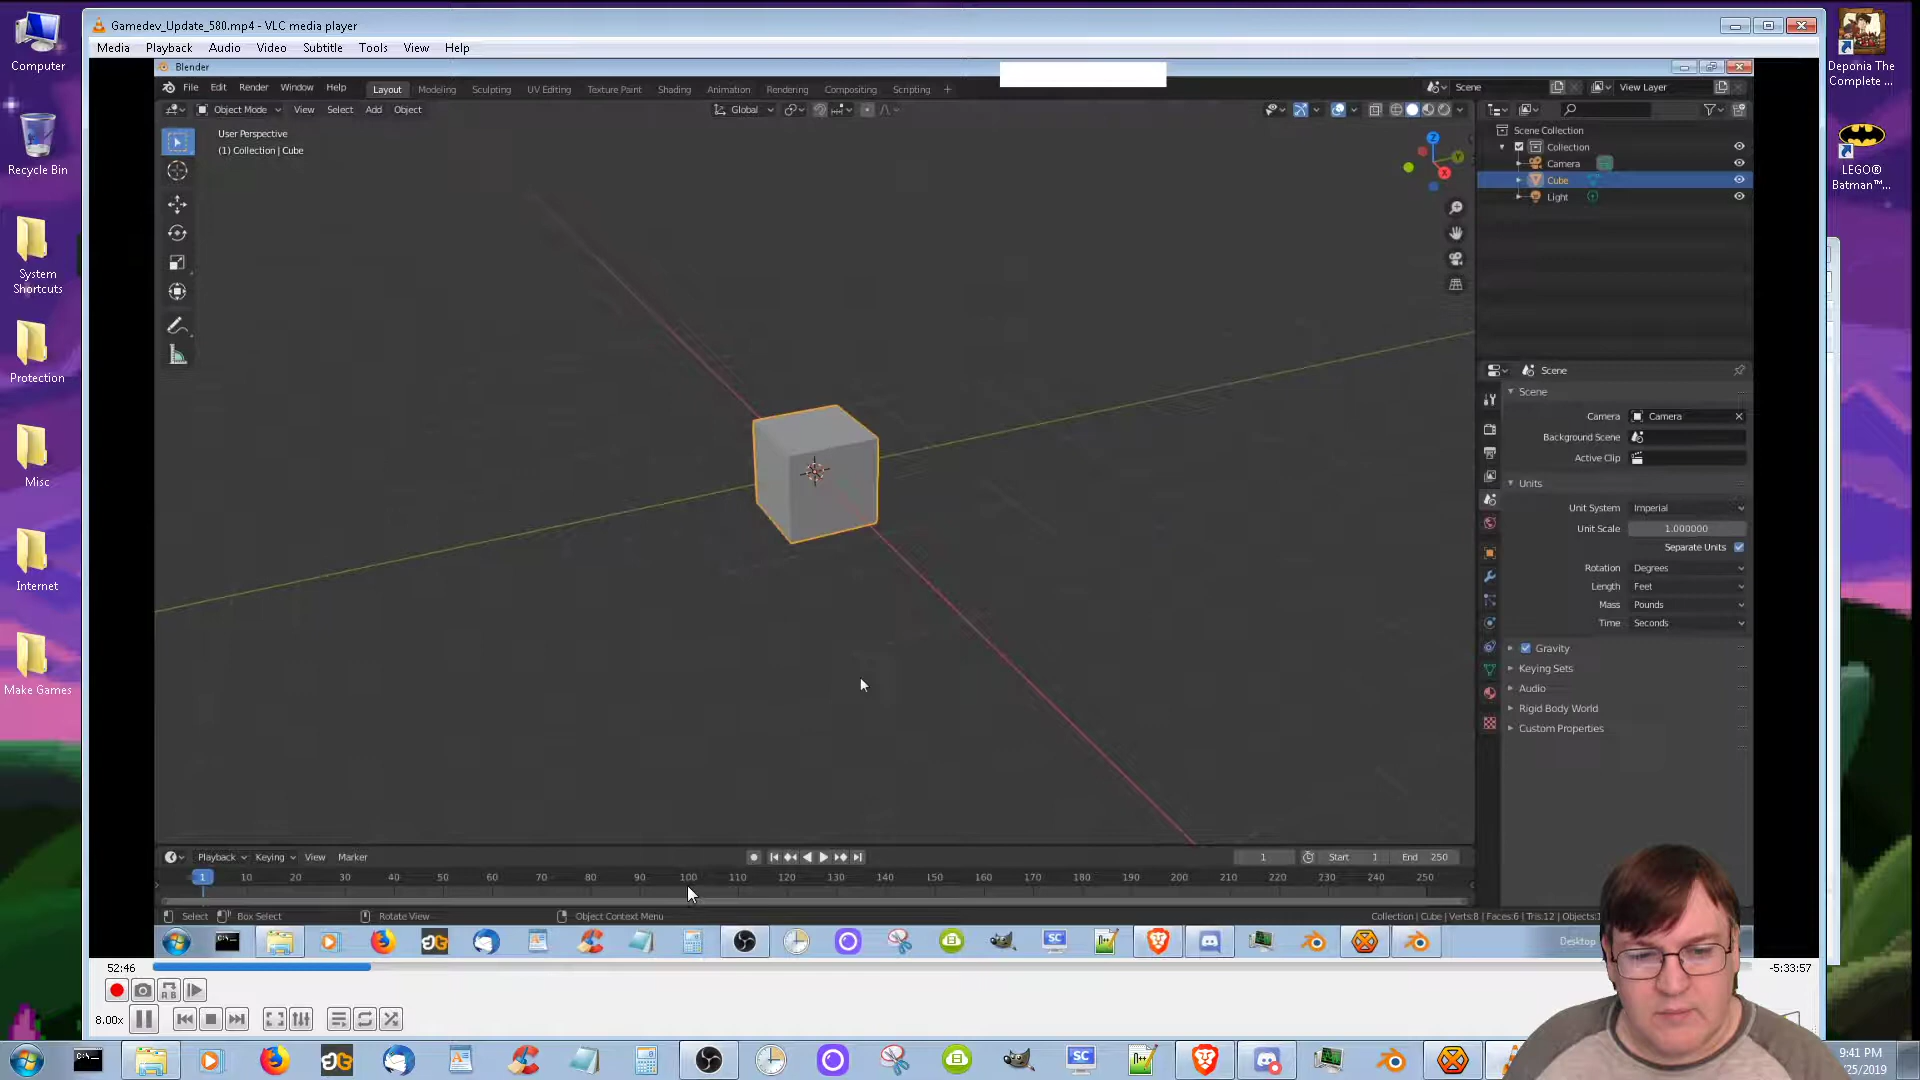 Gamedev_Update_580.mp4 - VLC media player
Media Playback Audio Video Subtitle Tools View Help
Computer
Recycle Bin
System
Shortcuts
Protection
Misc
Internet
Make Games
Deponia The
Complete ...
LEGO®
Batman™...
Blender
File Edit Render Window Help Layout Modeling Sculpting UV Editing Texture Paint Shading Animation Rendering Compositing Scripting + Scene View Layer
Object Mode View Select Add Object Global
User Perspective
(1) Collection | Cube
Z
Y
X
Scene Collection
Collection
Camera
Cube
Light
Scene
Scene
Camera Camera
Background Scene
Active Clip
Units
Unit System Imperial
Unit Scale 1.000000
Separate Units
Rotation Degrees
Length Feet
Mass Pounds
Time Seconds
Gravity
Keying Sets
Audio
Rigid Body World
Custom Properties
Playback Keying View Marker 1 Start 1 End 250
1 10 20 30 40 50 60 70 80 90 100 110 120 130 140 150 160 170 180 190 200 210 220 230 240 250
Select Box Select Rotate View Object Context Menu Collection | Cube | Verts:8 | Faces:6 | Tris:12 | Objects:1
C:\_
SC
Desktop
52:46 -5:33:57
8.00x
C:\_
SC
9:41 PM
/25/2019